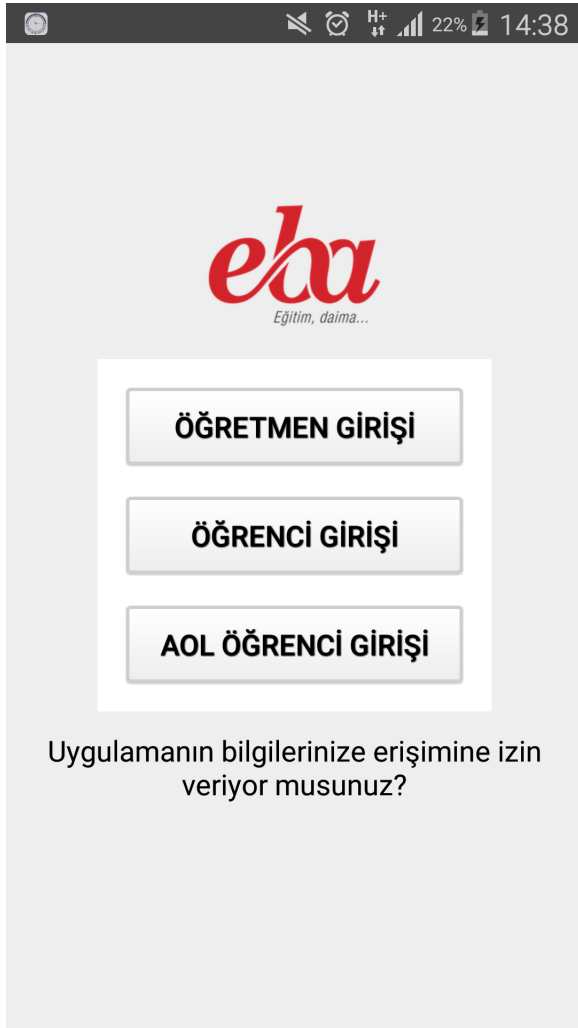 H+
22%
14:38
eba
Eğitim, daima...
ÖĞRETMEN GİRİŞİ
ÖĞRENCİ GİRİŞİ
AOL ÖĞRENCİ GİRİŞİ
Uygulamanın bilgilerinize erişimine izin
veriyor musunuz?